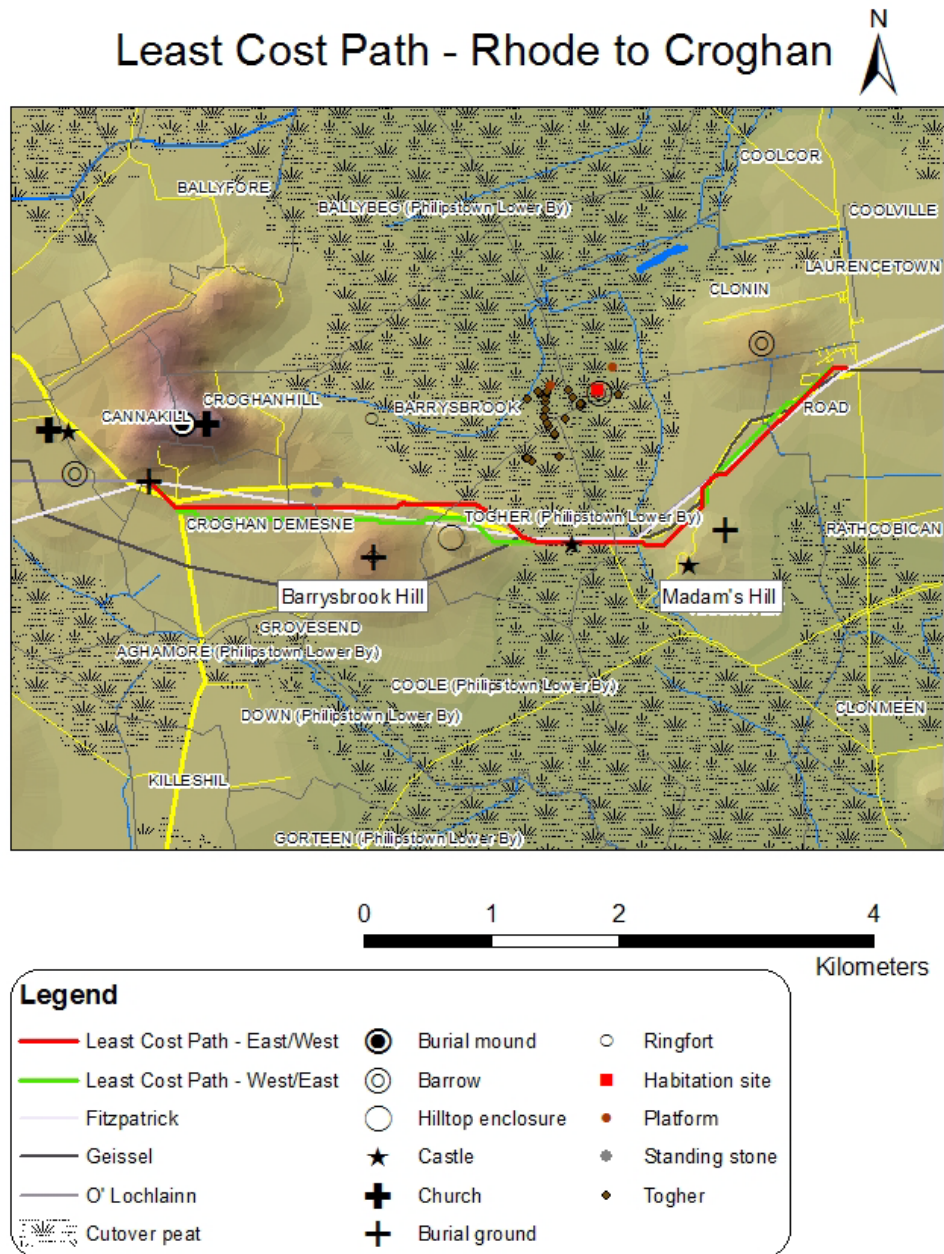 Least Cost Path - Rhode to Croghan
N
COOLCOR
BALLYFORE
BALLYBEG (Philipstown Lower By)
COOLVILLE
LAURENCETOWN
CLONIN
CROGHANHILL
CANNAKILL
BARRYSBROOK
ROAD
TOGHER (Philipstown Lower By)
CROGHAN DEMESNE
RATHCOBICAN
Barrysbrook Hill
Madam's Hill
GROVESEND
AGHAMORE (Philipstown Lower By)
COOLE (Philipstown Lower By)
DOWN (Philipstown Lower By)
CLONMEEN
KILLESHIL
GORTEEN (Philipstown Lower By)
0 1 2 4
Kilometers
Legend
Least Cost Path - East/West
Least Cost Path - West/East
Fitzpatrick
Geissel
O' Lochlainn
Cutover peat
Burial mound
Barrow
Hilltop enclosure
Castle
Church
Burial ground
Ringfort
Habitation site
Platform
Standing stone
Togher